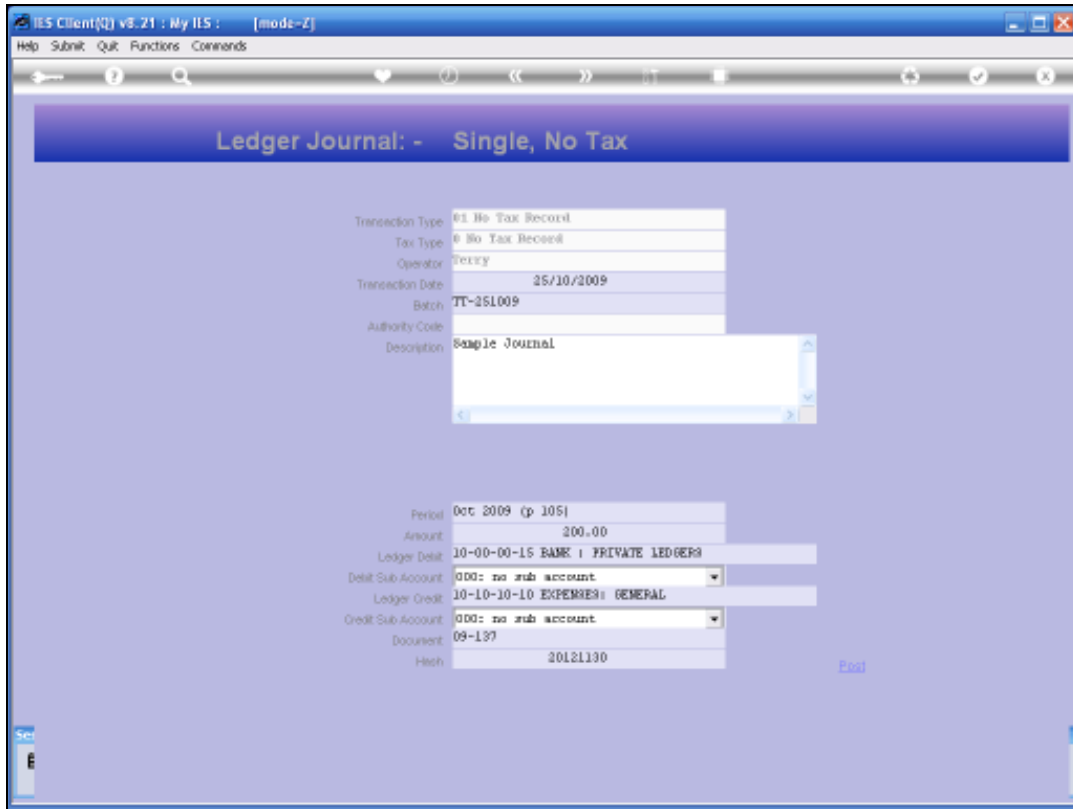 IES Client(Q) v8.21 : My IES : [mode-Z]
Help Submit Quit Functions Commands
Ledger Journal: - Single, No Tax
Transaction Type 01 No Tax Record
Tax Type 0 No Tax Record
Operator Terry
Transaction Date 25/10/2009
Batch TT-251009
Authority Code
Description Sample Journal
Period Oct 2009 (p 105)
Amount 200.00
Ledger Debit 10-00-00-15 BANK : PRIVATE LEDGERS
Debit Sub Account 000: no sub account
Ledger Credit 10-10-10-10 EXPENSES: GENERAL
Credit Sub Account 000: no sub account
Document 09-137
Hash 20121130
Post